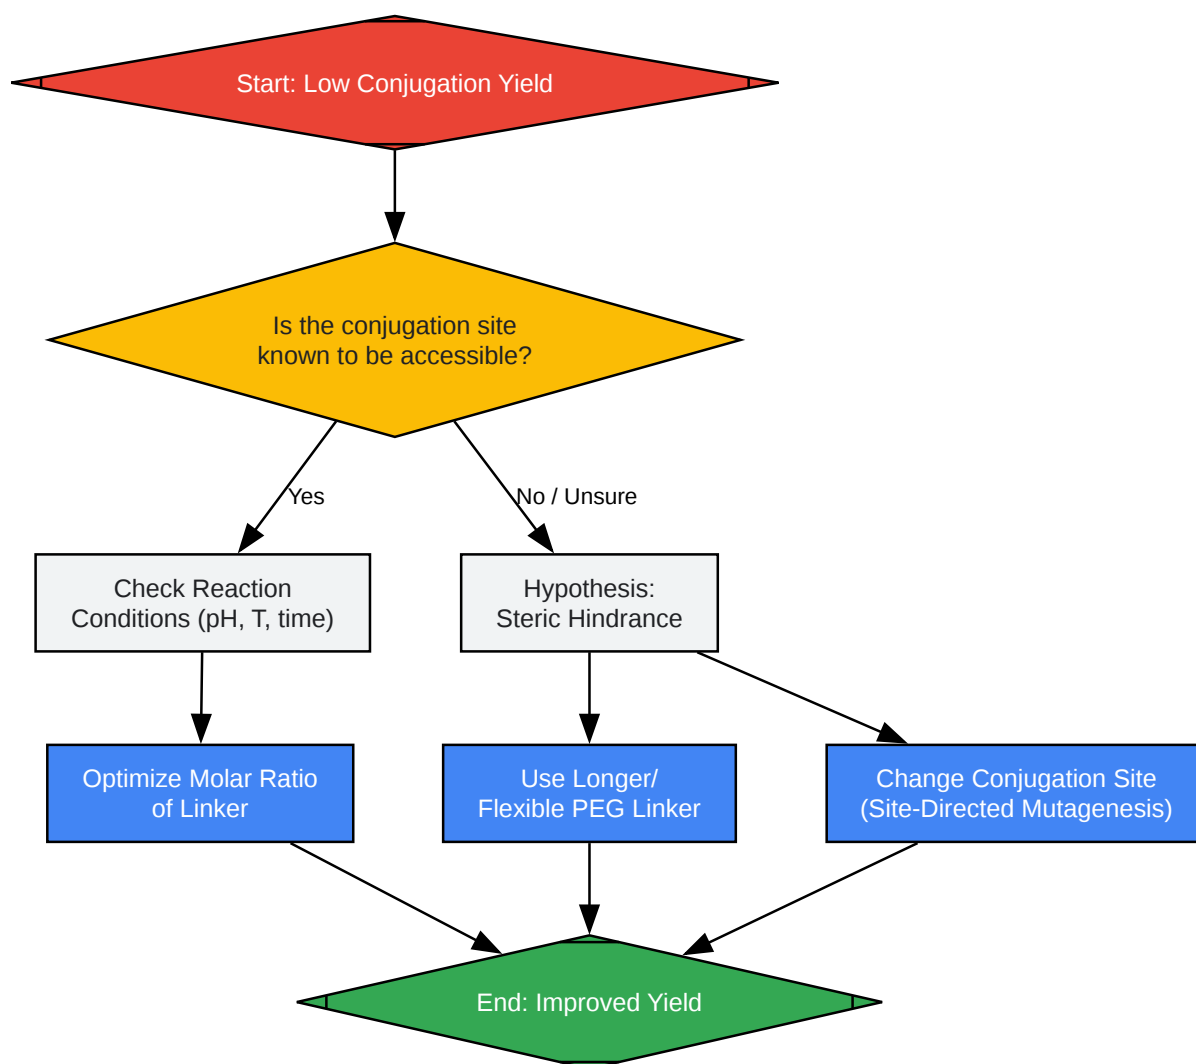 Start: Low Conjugation Yield
Is the conjugation site
known to be accessible?
Yes
No / Unsure
Check Reaction
Conditions (pH, T, time)
Hypothesis:
Steric Hindrance
Optimize Molar Ratio
of Linker
Use Longer/
Flexible PEG Linker
Change Conjugation Site
(Site-Directed Mutagenesis)
End: Improved Yield